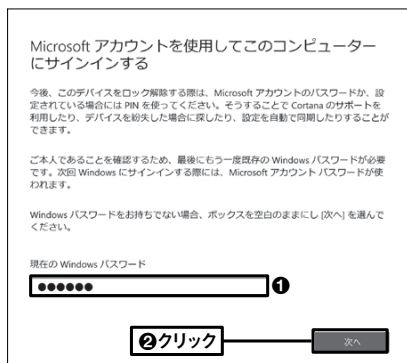 Microsoft アカウントを使用してこのコンピューター
にサインインする
今後、このデバイスをロック解除する際は、Microsoft アカウントのパスワードか、設
定されている場合には PIN を使ってください。そうすることで Cortana のサポートを
利用したり、デバイスを紛失した場合に探したり、設定を自動で同期したりすることが
できます。
ご本人であることを確認するため、最後にもう一度既存の Windows パスワードが必要
です。次回 Windows にサインインする際には、Microsoft アカウント パスワードが使
われます。
Windows パスワードをお持ちでない場合、ボックスを空白のままにし [次へ] を選んで
ください。
現在の Windows パスワード
●●●●●●
❶
❷クリック
次へ